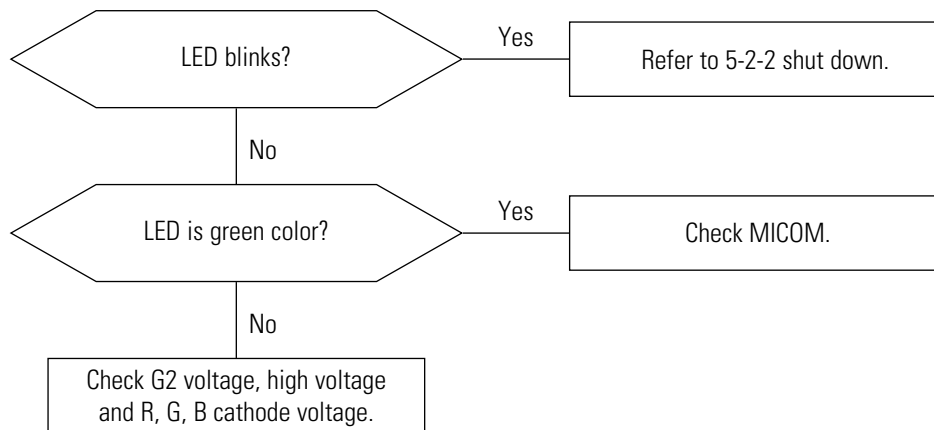 LED blinks?
Yes
Refer to 5-2-2 shut down.
No
LED is green color?
Yes
Check MICOM.
No
Check G2 voltage, high voltage
and R, G, B cathode voltage.